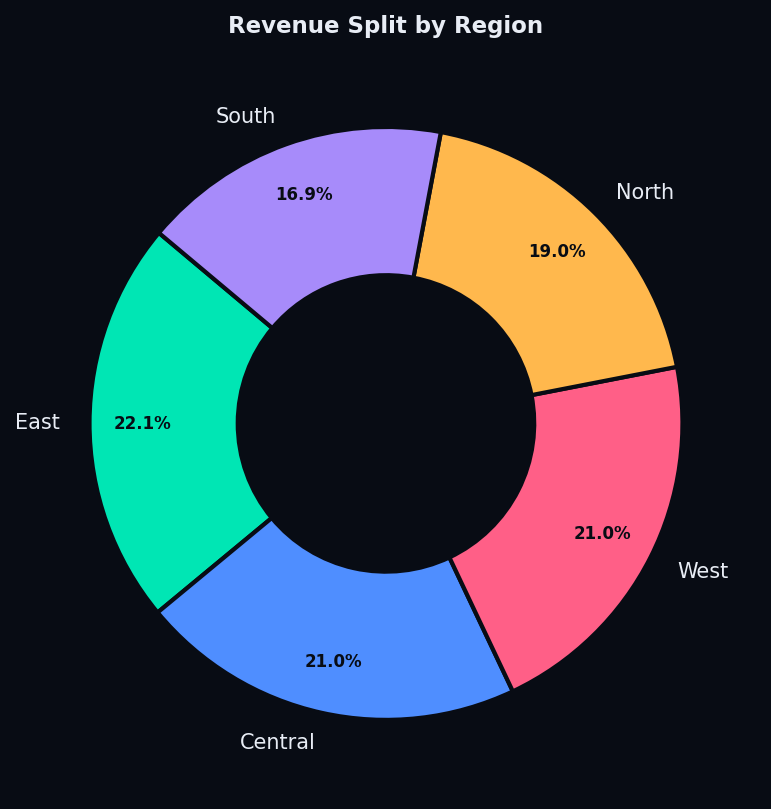 Revenue Split by Region
South
16.9%
North
19.0%
East
22.1%
West
21.0%
Central
21.0%